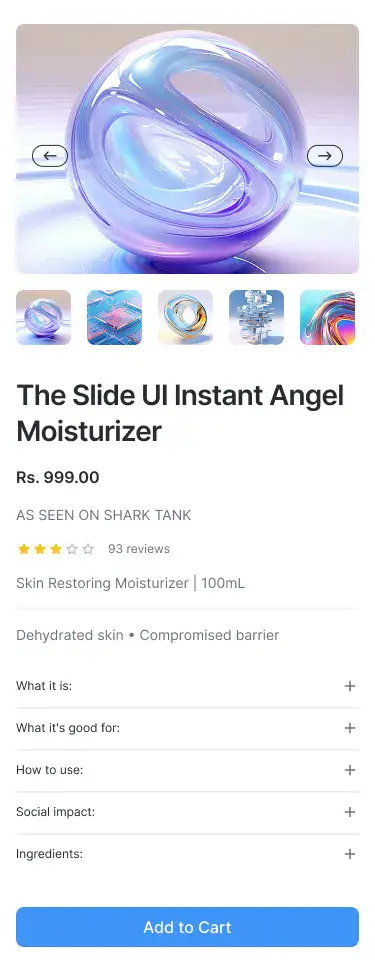 The Slide UI Instant Angel
Moisturizer
Rs. 999.00
AS SEEN ON SHARK TANK
93 reviews
Skin Restoring Moisturizer | 100mL
Dehydrated skin • Compromised barrier
What it is:
What it's good for:
How to use:
Social impact:
Ingredients:
Add to Cart